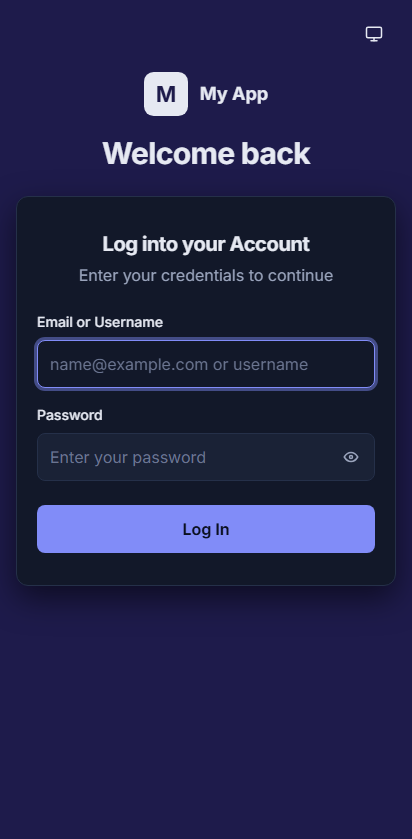 M My App
Welcome back
Log into your Account
Enter your credentials to continue
Email or Username
name@example.com or username
Password
Enter your password
Log In